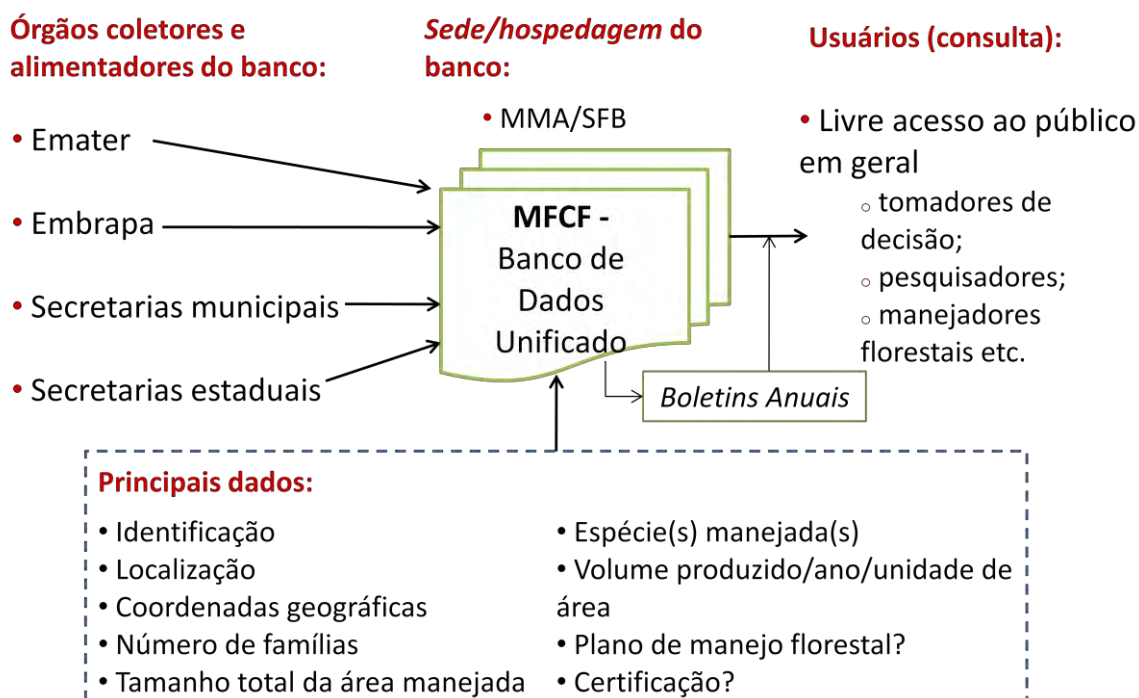 Órgãos coletores e
alimentadores do banco:
• Emater
• Embrapa
• Secretarias municipais
• Secretarias estaduais
Sede/hospedagem do
banco:
• MMA/SFB
MFCF -
Banco de
Dados
Unificado
Boletins Anuais
Usuários (consulta):
• Livre acesso ao público
em geral
○ tomadores de
decisão;
○ pesquisadores;
○ manejadores
florestais etc.
Principais dados:
• Identificação
• Localização
• Coordenadas geográficas
• Número de famílias
• Tamanho total da área manejada
• Espécie(s) manejada(s)
• Volume produzido/ano/unidade de
área
• Plano de manejo florestal?
• Certificação?